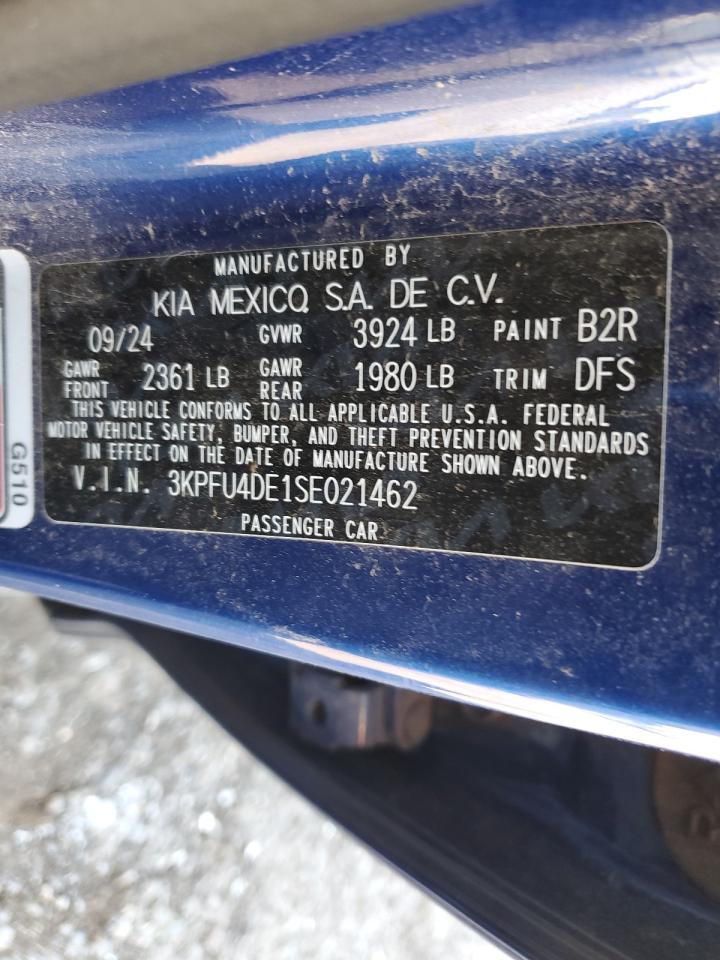 MANUFACTURED BY
KIA MEXICO, S.A. DE C.V.
09/24 GVWR 3924 LB PAINT B2R
GAWR FRONT 2361 LB GAWR REAR 1980 LB TRIM DFS
THIS VEHICLE CONFORMS TO ALL APPLICABLE U.S.A. FEDERAL
MOTOR VEHICLE SAFETY, BUMPER, AND THEFT PREVENTION STANDARDS
IN EFFECT ON THE DATE OF MANUFACTURE SHOWN ABOVE.
V.I.N. 3KPFU4DE1SE021462
PASSENGER CAR
G510